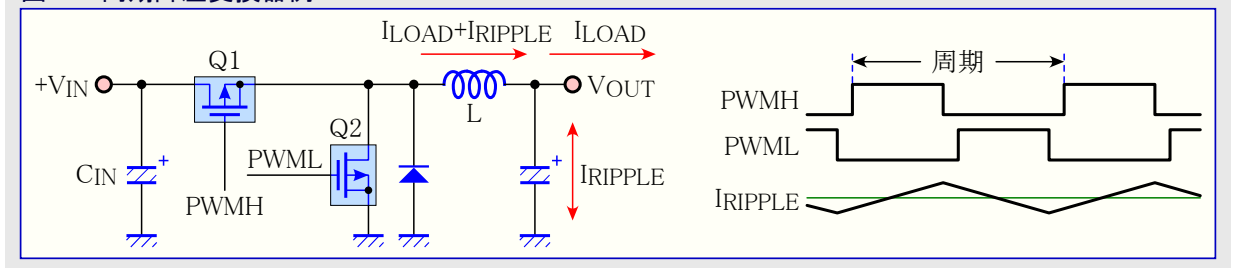 ILOAD+IRIPPLE
ILOAD
Q1
+VIN
VOUT
L
Q2
PWML
CIN
IRIPPLE
PWMH
周期
PWMH
PWML
IRIPPLE